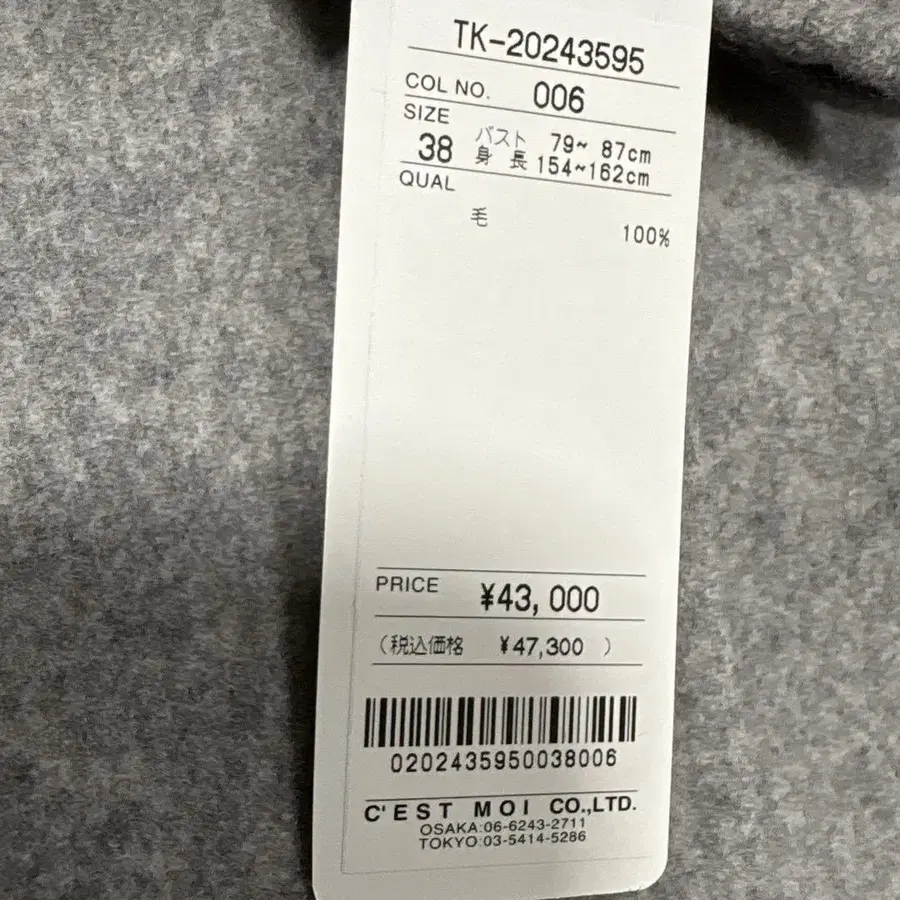 TK-20243595
COL NO. 006
SIZE
38 バスト 79~ 87cm
身 長 154~162cm
QUAL
毛 100%
PRICE ¥43,000
(税込価格 ¥47,300 )
0202435950038006
C'EST MOI CO.,LTD.
OSAKA:06-6243-2711
TOKYO:03-5414-5286